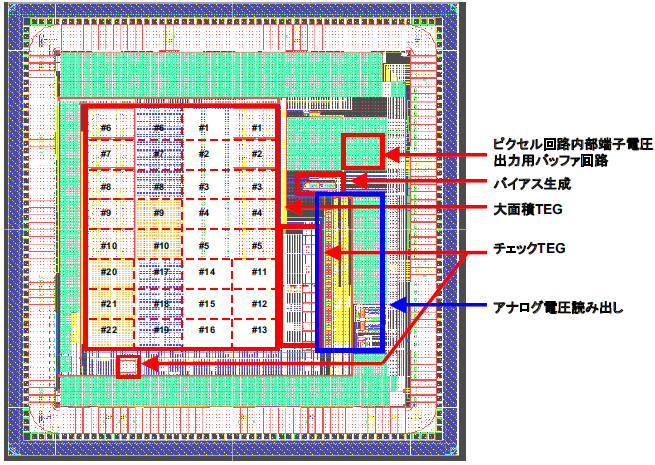 #6 #6 #1 #1
#7 #7 #2 #2
#8 #8 #3 #3
#9 #9 #4 #4
#10 #10 #5 #5
#20 #17 #14 #11
#21 #18 #15 #12
#22 #19 #16 #13
ピクセル回路内部端子電圧
出力用バッファ回路
バイアス生成
大面積TEG
チェックTEG
アナログ電圧読み出し